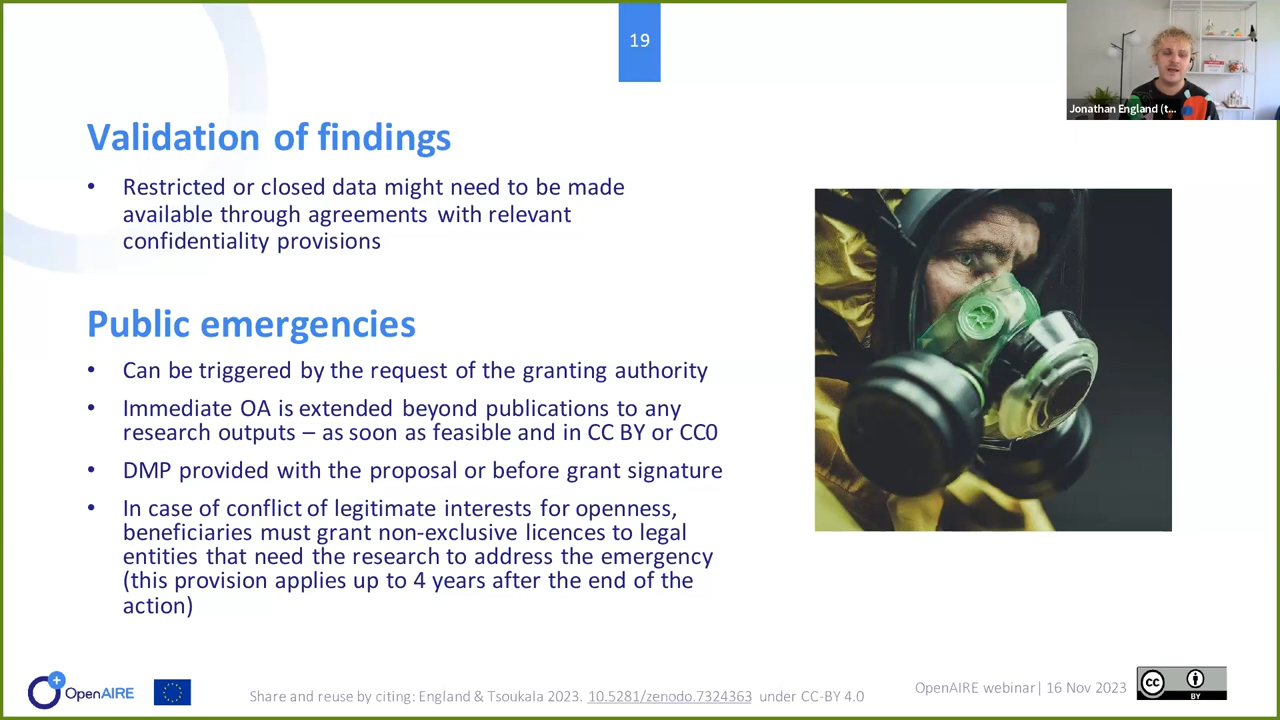 19
Jonathan England (t...
Validation of findings
• Restricted or closed data might need to be made
available through agreements with relevant
confidentiality provisions
Public emergencies
• Can be triggered by the request of the granting authority
• Immediate OA is extended beyond publications to any
research outputs – as soon as feasible and in CC BY or CC0
• DMP provided with the proposal or before grant signature
• In case of conflict of legitimate interests for openness,
beneficiaries must grant non-exclusive licences to legal
entities that need the research to address the emergency
(this provision applies up to 4 years after the end of the
action)
OpenAIRE
Share and reuse by citing: England & Tsoukala 2023. 10.5281/zenodo.7324363 under CC-BY 4.0
OpenAIRE webinar| 16 Nov 2023
cc
BY